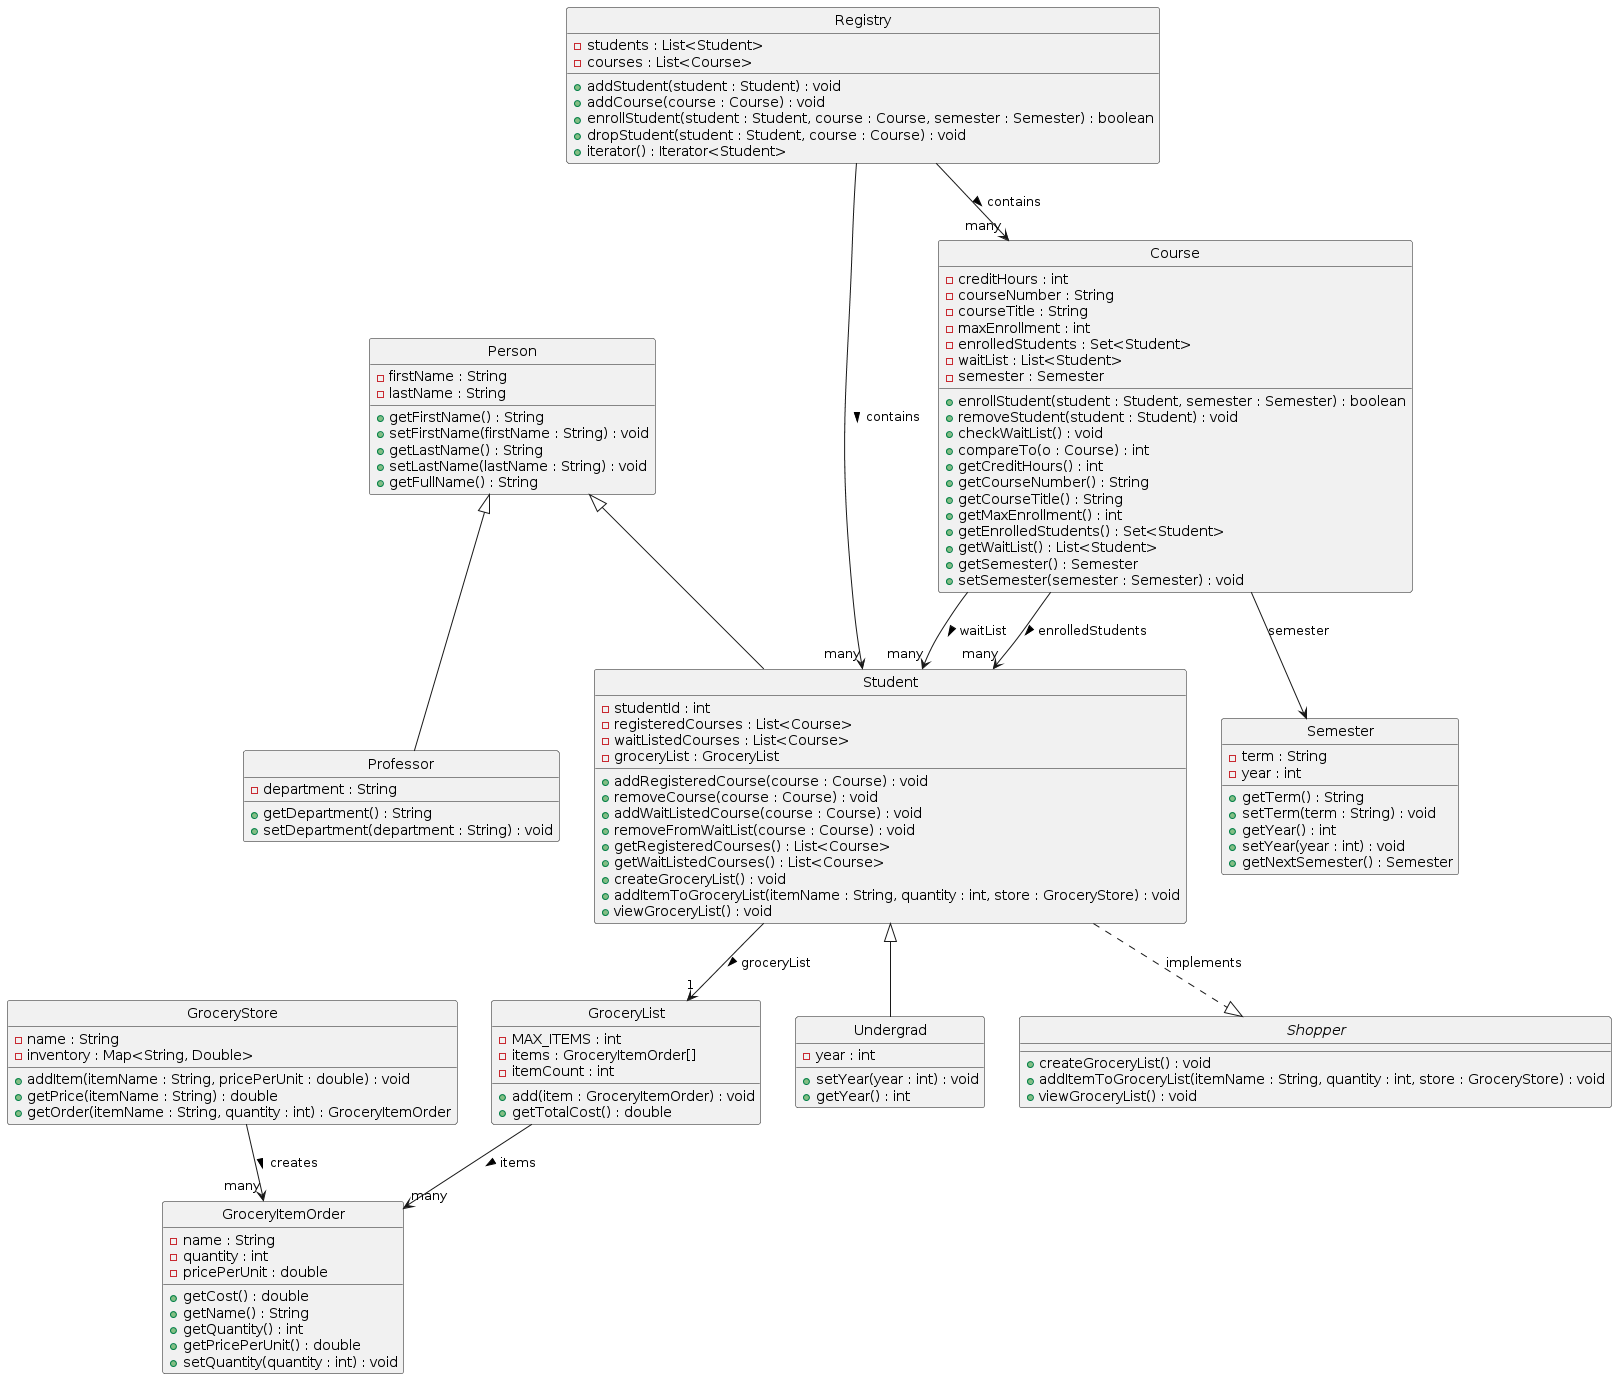 Registry
students : List<Student>
courses : List<Course>
addStudent(student : Student) : void
addCourse(course : Course) : void
enrollStudent(student : Student, course : Course, semester : Semester) : boolean
dropStudent(student : Student, course : Course) : void
iterator() : Iterator<Student>
contains
many
Course
creditHours : int
courseNumber : String
courseTitle : String
maxEnrollment : int
enrolledStudents : Set<Student>
waitList : List<Student>
semester : Semester
enrollStudent(student : Student, semester : Semester) : boolean
removeStudent(student : Student) : void
checkWaitList() : void
compareTo(o : Course) : int
getCreditHours() : int
getCourseNumber() : String
getCourseTitle() : String
getMaxEnrollment() : int
getEnrolledStudents() : Set<Student>
getWaitList() : List<Student>
getSemester() : Semester
setSemester(semester : Semester) : void
Person
firstName : String
lastName : String
getFirstName() : String
setFirstName(firstName : String) : void
getLastName() : String
setLastName(lastName : String) : void
getFullName() : String
contains
waitList
enrolledStudents
semester
many
many
many
Student
studentId : int
registeredCourses : List<Course>
waitListedCourses : List<Course>
groceryList : GroceryList
addRegisteredCourse(course : Course) : void
removeCourse(course : Course) : void
addWaitListedCourse(course : Course) : void
removeFromWaitList(course : Course) : void
getRegisteredCourses() : List<Course>
getWaitListedCourses() : List<Course>
createGroceryList() : void
addItemToGroceryList(itemName : String, quantity : int, store : GroceryStore) : void
viewGroceryList() : void
Semester
term : String
year : int
getTerm() : String
setTerm(term : String) : void
getYear() : int
setYear(year : int) : void
getNextSemester() : Semester
Professor
department : String
getDepartment() : String
setDepartment(department : String) : void
groceryList
1
implements
GroceryStore
name : String
inventory : Map<String, Double>
addItem(itemName : String, pricePerUnit : double) : void
getPrice(itemName : String) : double
getOrder(itemName : String, quantity : int) : GroceryItemOrder
GroceryList
MAX_ITEMS : int
items : GroceryItemOrder[]
itemCount : int
add(item : GroceryItemOrder) : void
getTotalCost() : double
Undergrad
year : int
setYear(year : int) : void
getYear() : int
Shopper
createGroceryList() : void
addItemToGroceryList(itemName : String, quantity : int, store : GroceryStore) : void
viewGroceryList() : void
creates
items
many
many
GroceryItemOrder
name : String
quantity : int
pricePerUnit : double
getCost() : double
getName() : String
getQuantity() : int
getPricePerUnit() : double
setQuantity(quantity : int) : void